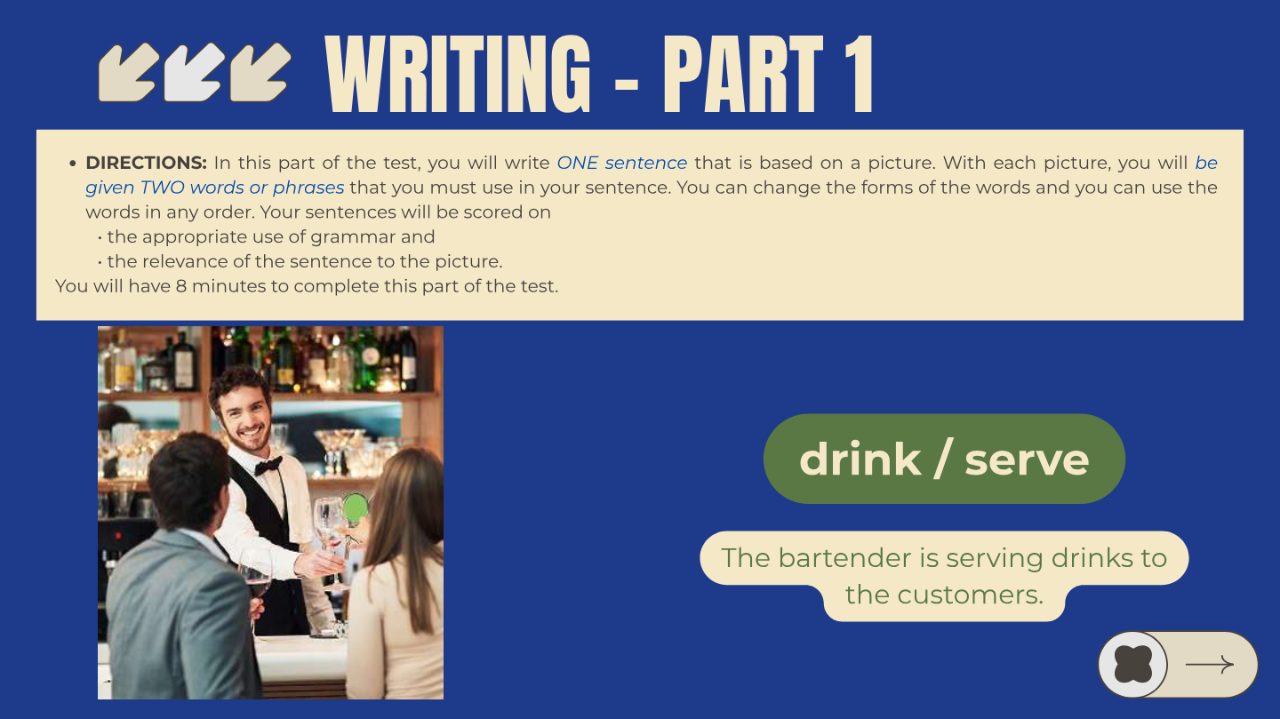 WRITING - PART 1
• DIRECTIONS: In this part of the test, you will write ONE sentence that is based on a picture. With each picture, you will be
given TWO words or phrases that you must use in your sentence. You can change the forms of the words and you can use the
words in any order. Your sentences will be scored on
• the appropriate use of grammar and
• the relevance of the sentence to the picture.
You will have 8 minutes to complete this part of the test.
drink / serve
The bartender is serving drinks to
the customers.